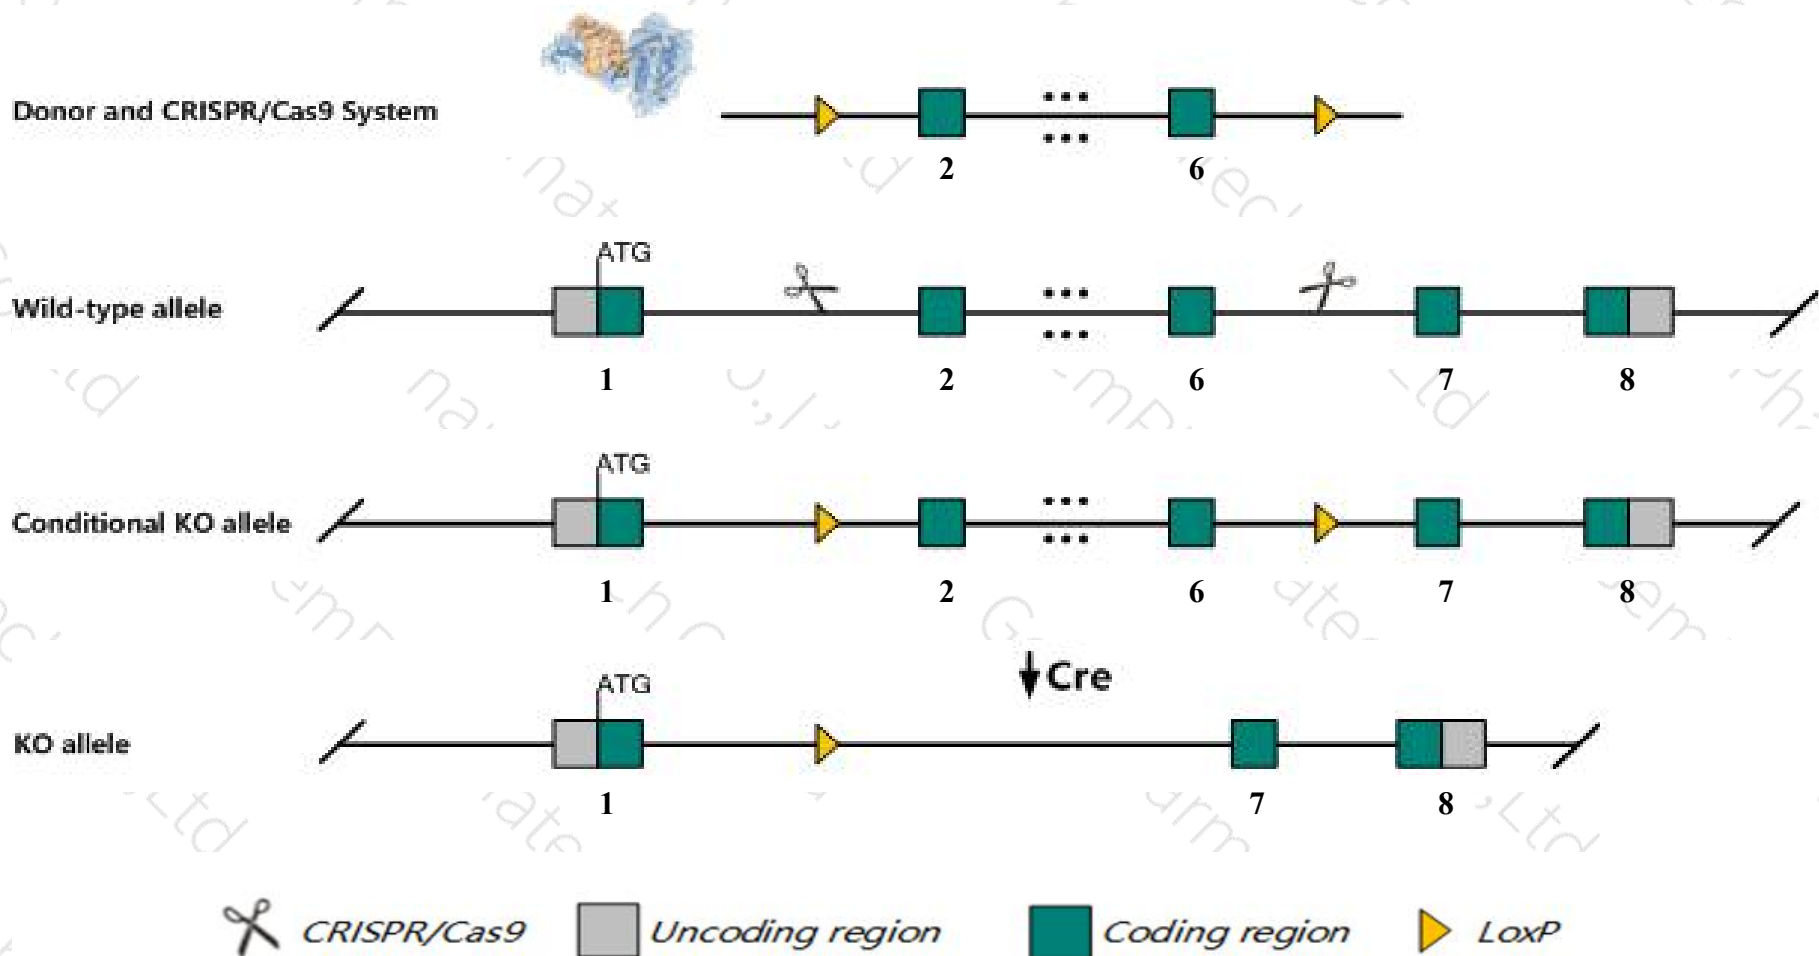 Donor and CRISPR/Cas9 System
2 6
ATG
Wild-type allele
1 2 6 7 8
ATG
Conditional KO allele
1 2 6 7 8
Cre
ATG
KO allele
1 7 8
CRISPR/Cas9 Uncoding region Coding region LoxP